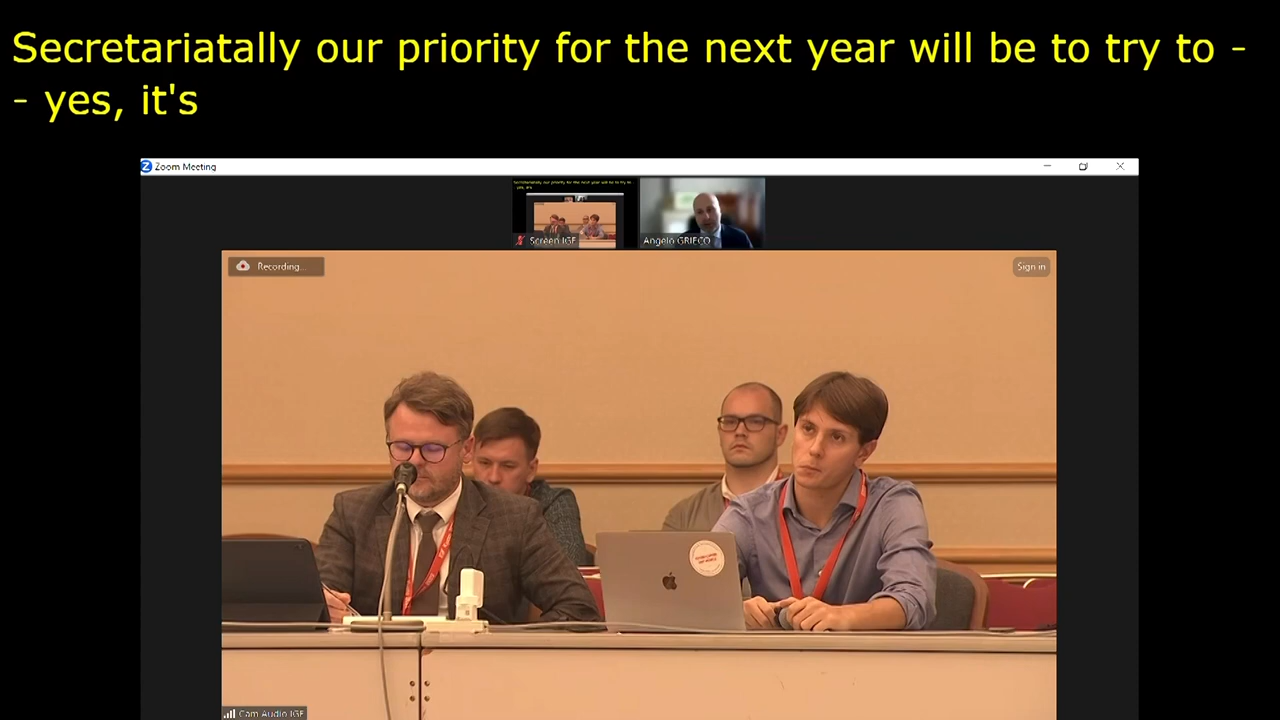 Secretariatally our priority for the next year will be to try to -
- yes, it's
Zoom Meeting
Screen IGF
Angelo GRIECO
Recording...
Sign in
Cam Audio IGF